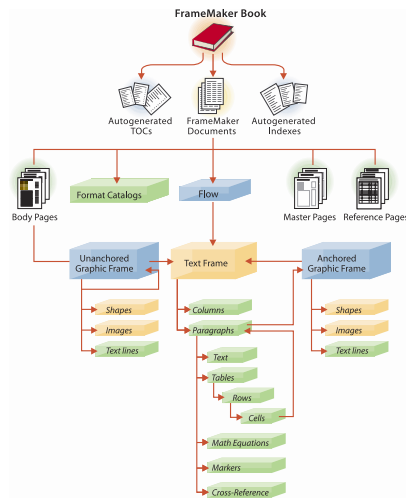 FrameMaker Book
Autogenerated
TOCs
FrameMaker
Documents
Autogenerated
Indexes
Body Pages
Format Catalogs
Flow
Master Pages
Reference Pages
Unanchored
Graphic Frame
Text Frame
Anchored
Graphic Frame
Shapes
Images
Text lines
Columns
Paragraphs
Shapes
Images
Text lines
Text
Tables
Rows
Cells
Math Equations
Markers
Cross-Reference